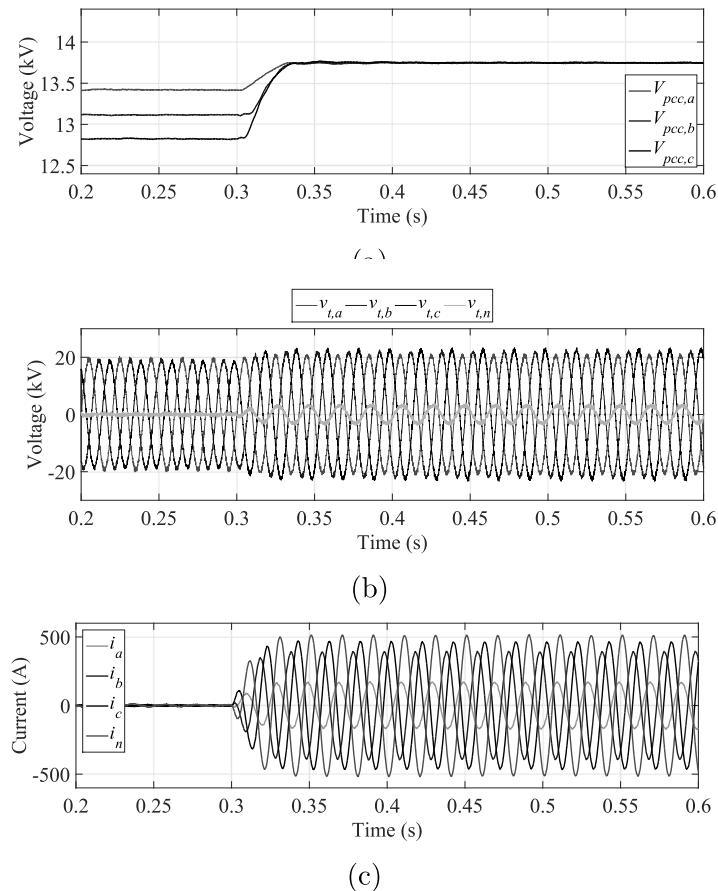 14
13.5
13
12.5
Voltage (kV)
V_pcc,a
V_pcc,b
V_pcc,c
0.2 0.25 0.3 0.35 0.4 0.45 0.5 0.55 0.6
Time (s)
v_t,a v_t,b v_t,c v_t,n
20
0
-20
Voltage (kV)
0.2 0.25 0.3 0.35 0.4 0.45 0.5 0.55 0.6
Time (s)
(b)
500
0
-500
Current (A)
i_a
i_b
i_c
i_n
0.2 0.25 0.3 0.35 0.4 0.45 0.5 0.55 0.6
Time (s)
(c)